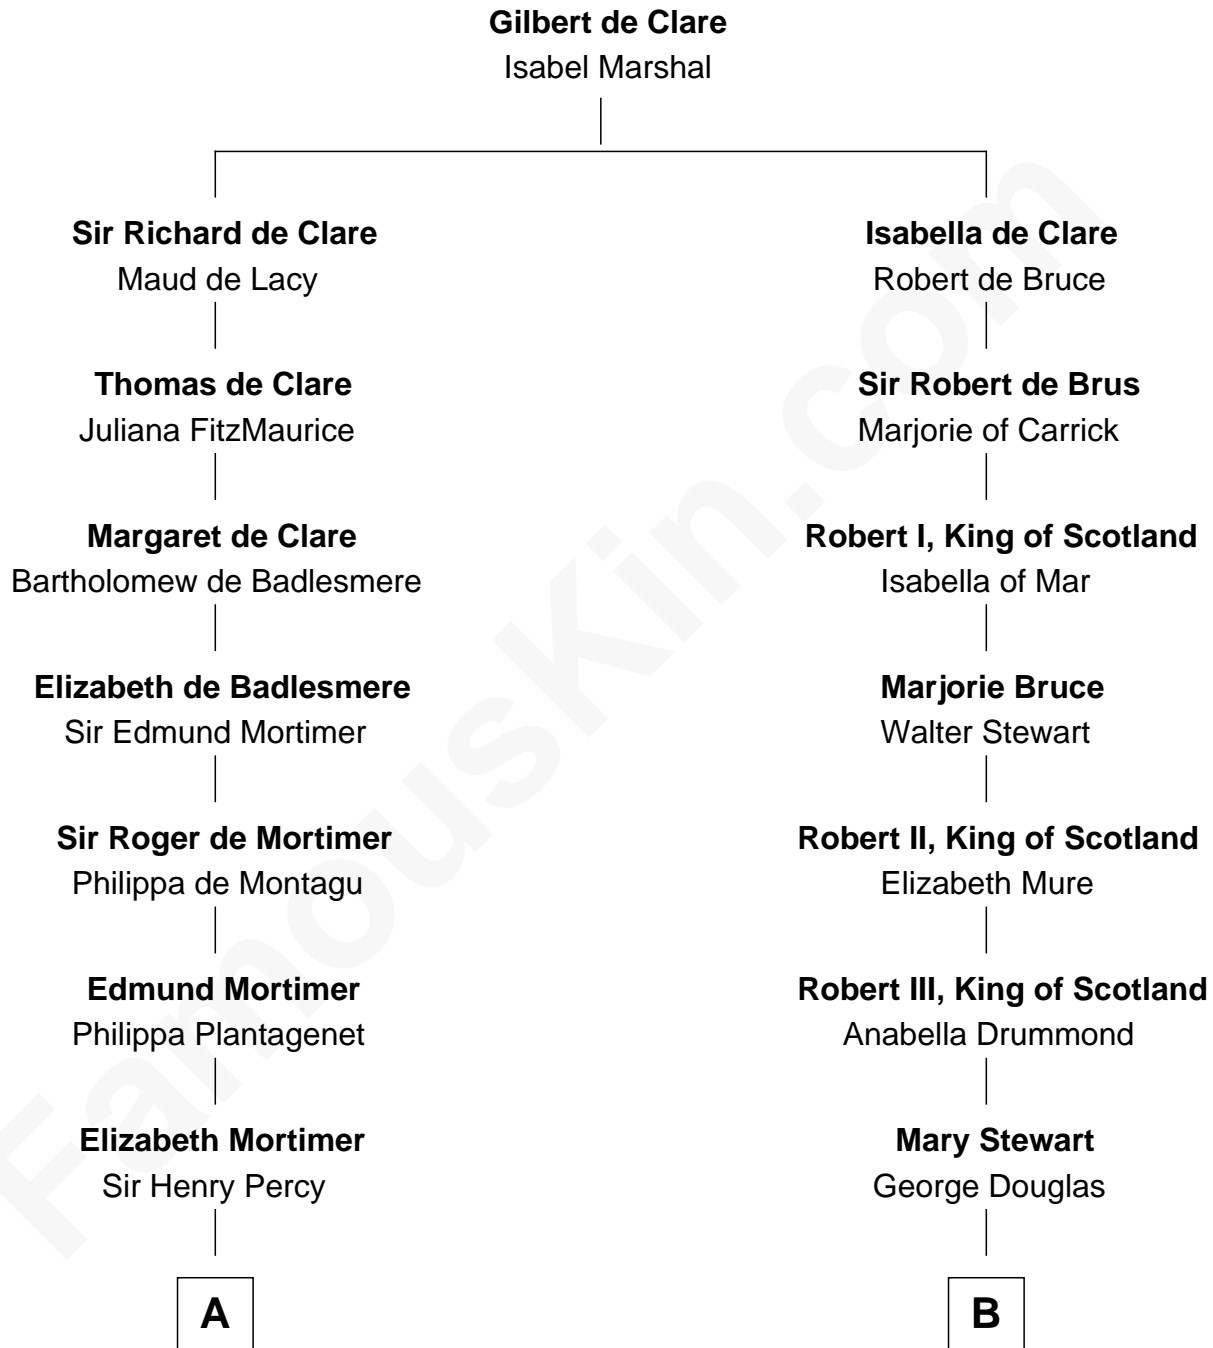 Gilbert de Clare
Isabel Marshal
Sir Richard de Clare
Maud de Lacy
Isabella de Clare
Robert de Bruce
Thomas de Clare
Juliana FitzMaurice
Sir Robert de Brus
Marjorie of Carrick
Margaret de Clare
Bartholomew de Badlesmere
Robert I, King of Scotland
Isabella of Mar
Elizabeth de Badlesmere
Sir Edmund Mortimer
Marjorie Bruce
Walter Stewart
Sir Roger de Mortimer
Philippa de Montagu
Robert II, King of Scotland
Elizabeth Mure
Edmund Mortimer
Philippa Plantagenet
Robert III, King of Scotland
Anabella Drummond
Elizabeth Mortimer
Sir Henry Percy
Mary Stewart
George Douglas
A
B
FamousKin.com